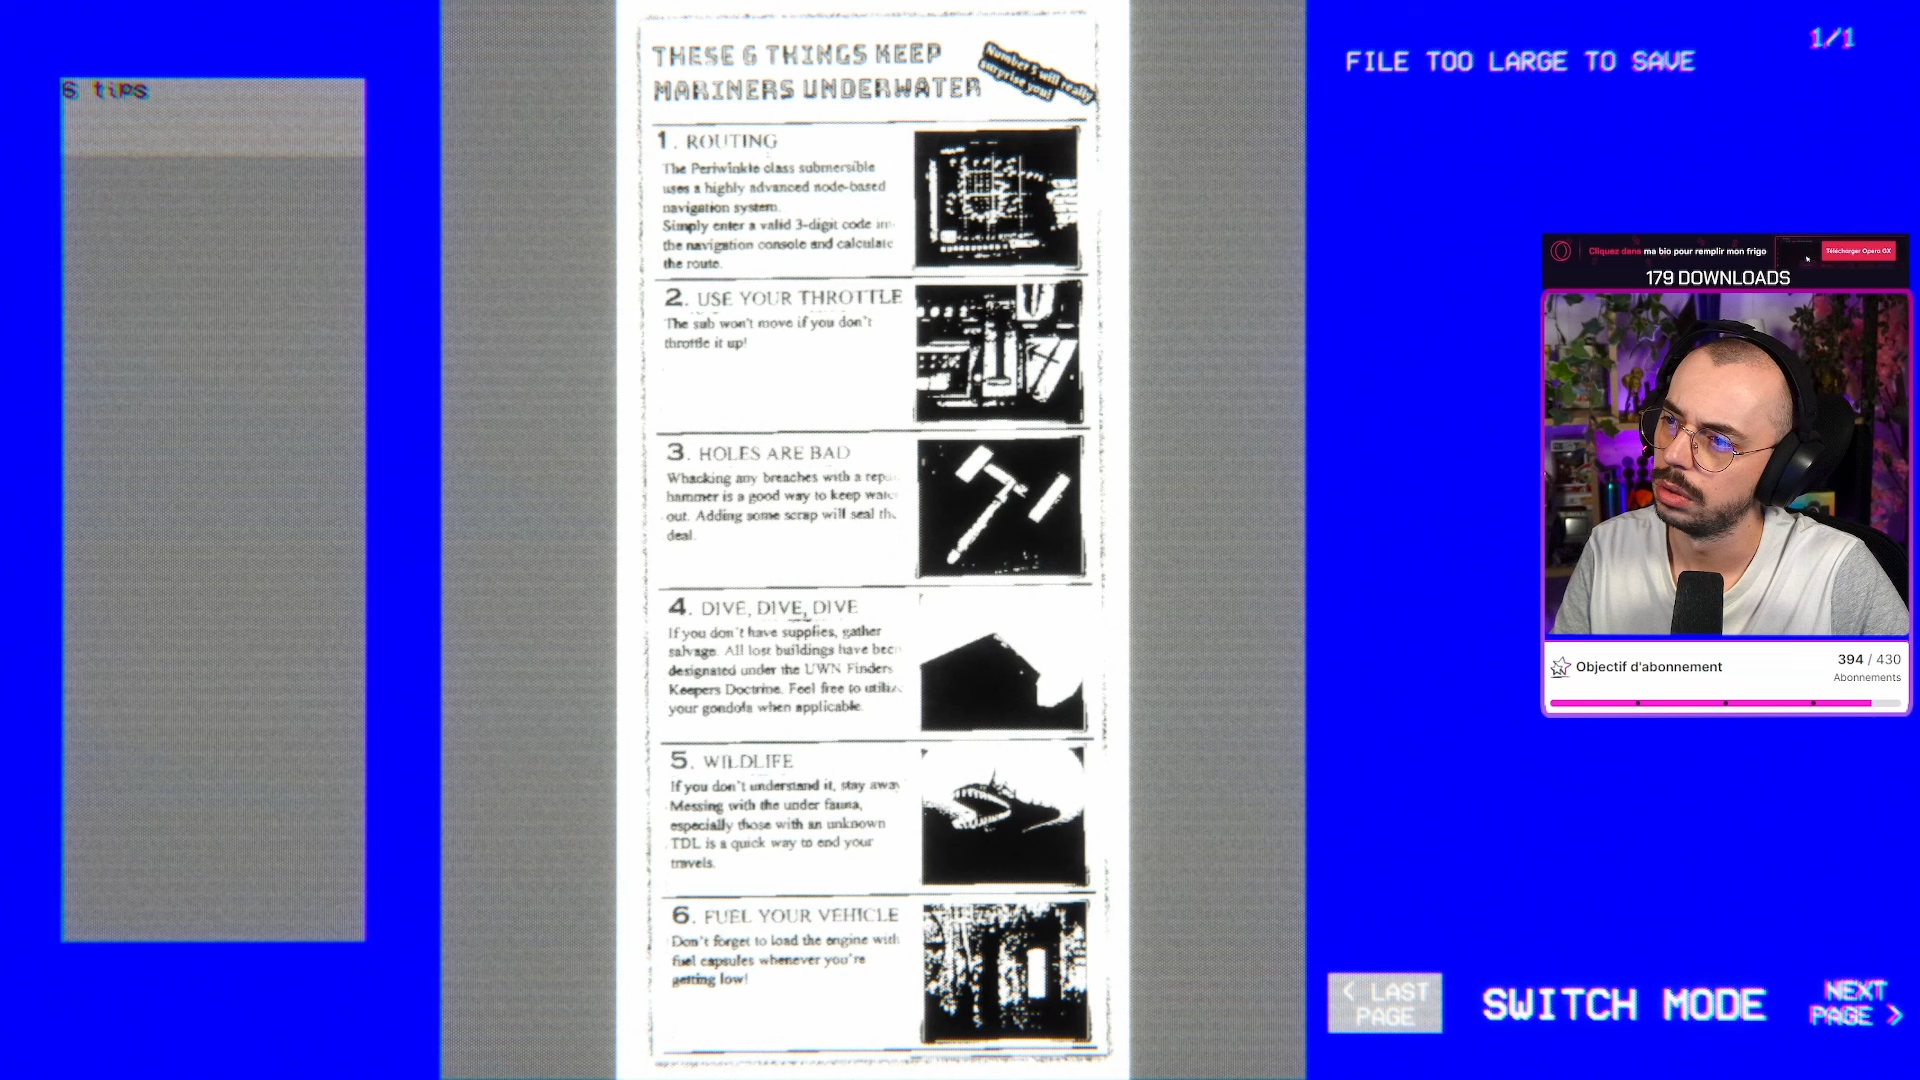 6 tips
THESE 6 THINGS KEEP
MARINERS UNDERWATER
Number 5 will really
surprise you!
1. ROUTING
The Periwinkle class submersible
uses a highly advanced node-based
navigation system.
Simply enter a valid 3-digit code in
the navigation console and calculate
the route.
2. USE YOUR THROTTLE
The sub won't move if you don't
throttle it up!
3. HOLES ARE BAD
Whacking any breaches with a
hammer is a good way to keep
out. Adding some scrap will seal
deal.
4. DIVE, DIVE, DIVE
If you don't have supplies, gather
salvage. All lost buildings have been
designated under the UWN Finders
Keepers Doctrine. Feel free to
your gondola when applicable.
5. WILDLIFE
If you don't understand it, stay away
Messing with the under fauna,
especially those with an unknown
TDL is a quick way to end your
travels.
6. FUEL YOUR VEHICLE
Don't forget to load the engine with
fuel capsules whenever you're
getting low!
FILE TOO LARGE TO SAVE
1/1
Cliquez dans ma bio pour remplir mon frigo
Télécharger Opera GX
179 DOWNLOADS
Objectif d'abonnement
394 / 430
Abonnements
< LAST
PAGE
SWITCH MODE
NEXT
PAGE >